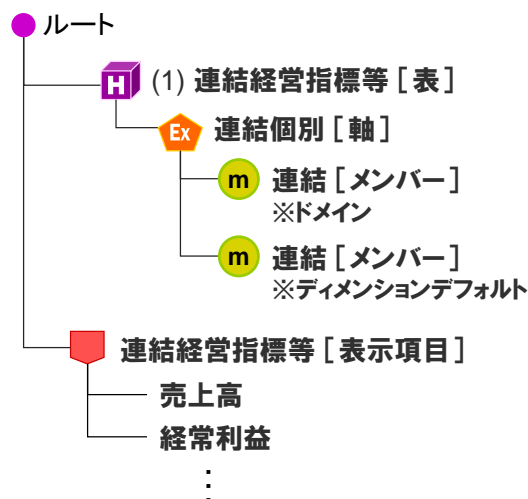 ルート
H (1) 連結経営指標等［表］
Ex 連結個別［軸］
m 連結［メンバー］
※ドメイン
m 連結［メンバー］
※ディメンションデフォルト
連結経営指標等［表示項目］
売上高
経常利益
⋮